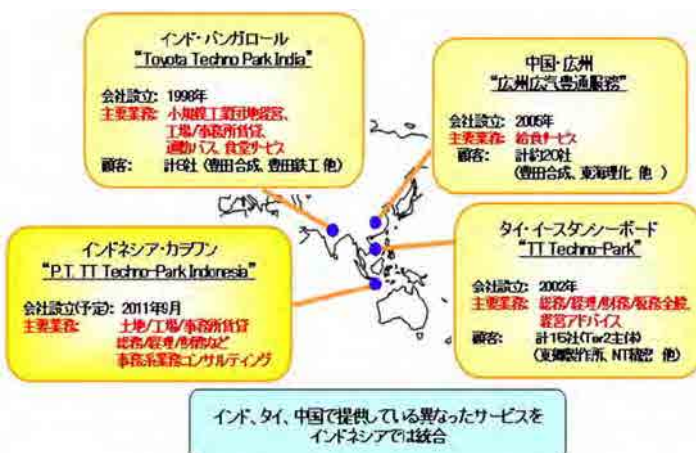 インド・バンガロール
"Toyota Techno Park India"
会社設立: 1998年
主要業務: 小規模工業団地経営、
工場/事務所賃貸、
通勤バス、食堂サービス
顧客: 計6社 (豊田合成、豊田鉄工 他)
中国・広州
"広州広汽豊通服務"
会社設立: 2005年
主要業務: 給食サービス
顧客: 計約20社
(豊田合成、東海理化 他 )
インドネシア・カラワン
"P.T. TT Techno-Park Indonesia"
会社設立(予定): 2011年9月
主要業務: 土地/工場/事務所賃貸
総務/経理/財務など
事務系業務コンサルティング
タイ・イースタンシーボード
"TT Techno-Park"
会社設立: 2002年
主要業務: 総務/経理/財務/税務全般、
経営アドバイス
顧客: 計15社(Tier2主体)
(東郷製作所、NT精密 他)
インド、タイ、中国で提供している異なったサービスを
インドネシアでは統合